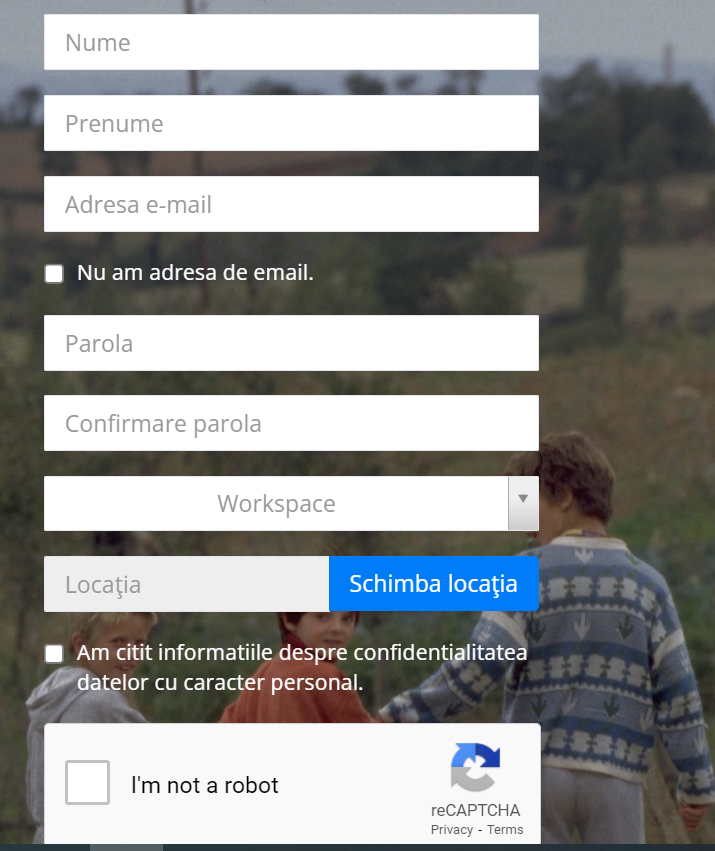 Nume
Prenume
Adresa e-mail
Nu am adresa de email.
Parola
Confirmare parola
Workspace
Locaţia
Schimba locaţia
Am citit informatiile despre confidentialitatea
datelor cu caracter personal.
I'm not a robot
reCAPTCHA
Privacy - Terms